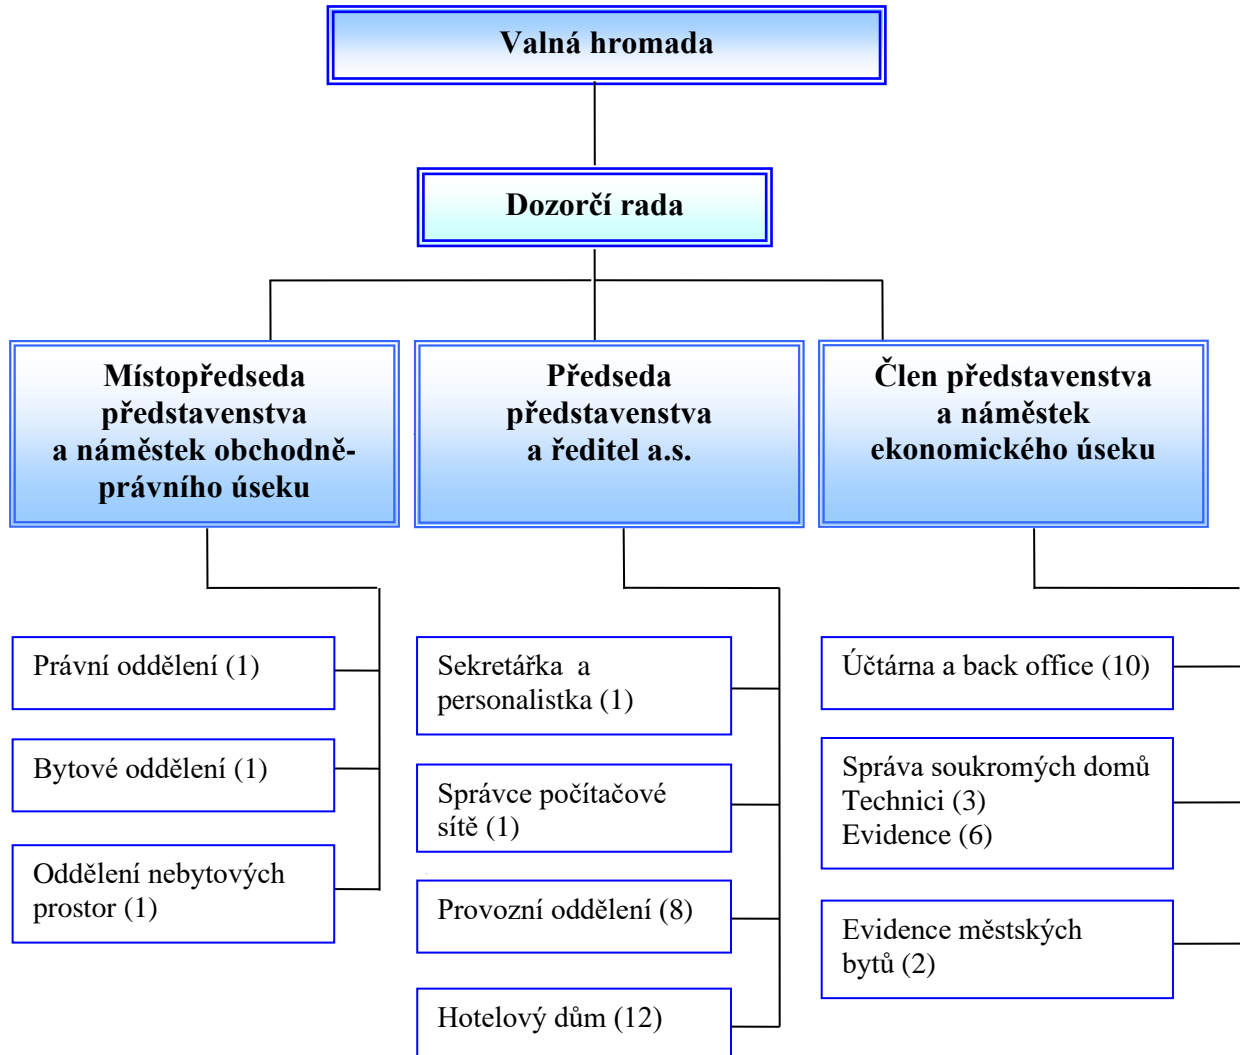 Valná hromada
Dozorčí rada
Místopředseda
představenstva
a náměstek obchodně-
právního úseku
Předseda
představenstva
a ředitel a.s.
Člen představenstva
a náměstek
ekonomického úseku
Právní oddělení (1)
Bytové oddělení (1)
Oddělení nebytových
prostor (1)
Sekretářka  a
personalistka (1)
Správce počítačové
sítě (1)
Provozní oddělení (8)
Hotelový dům (12)
Účtárna a back office (10)
Správa soukromých domů
Technici (3)
Evidence (6)
Evidence městských
bytů (2)